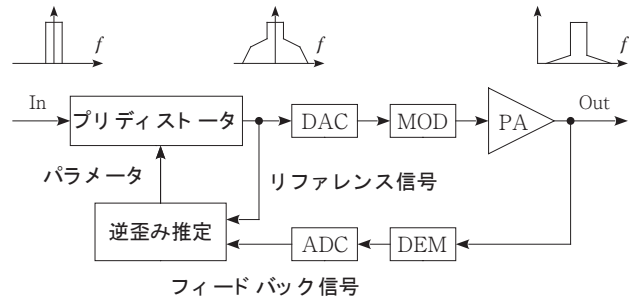 f
f
f
In
プリディストータ
DAC
MOD
PA
Out
パラメータ
リファレンス信号
逆歪み推定
ADC
DEM
フィードバック信号